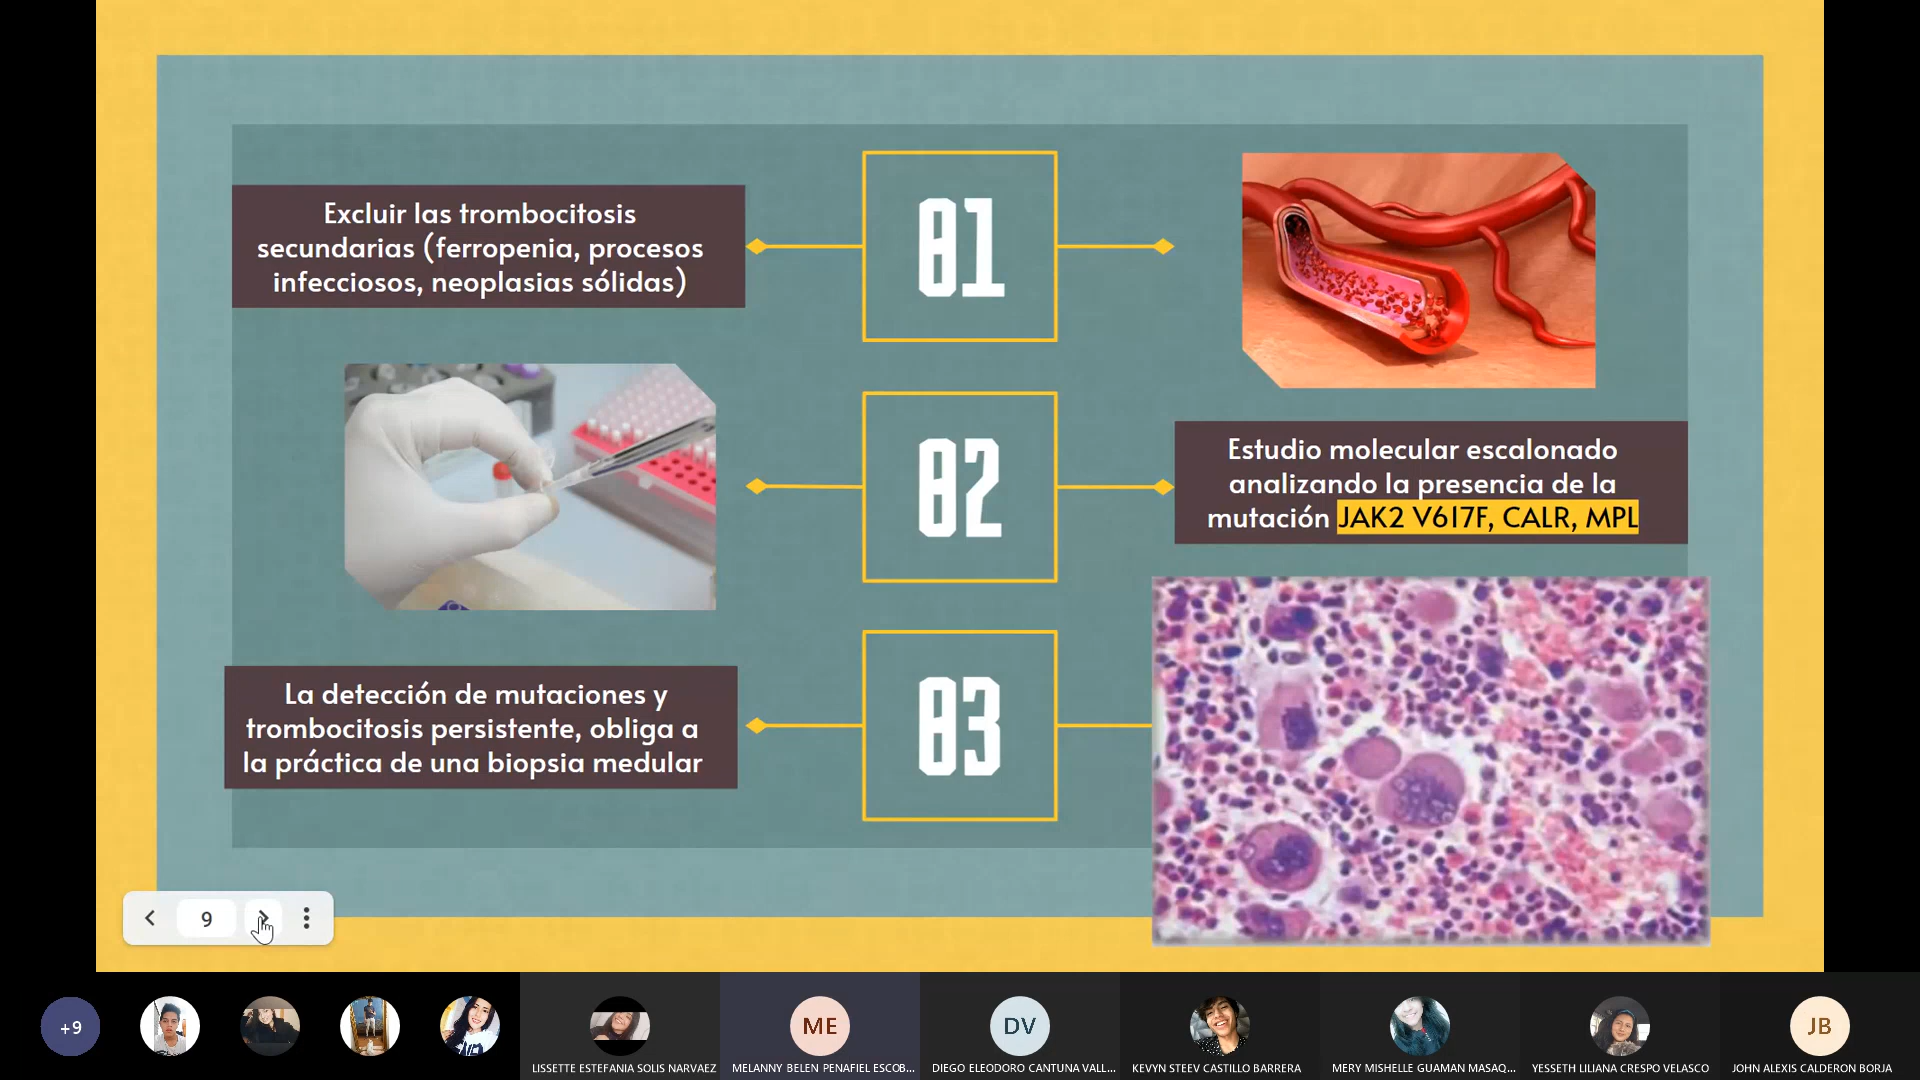 Excluir las trombocitosis
secundarias (ferropenia, procesos
infecciosos, neoplasias sólidas)
01
02
Estudio molecular escalonado
analizando la presencia de la
mutación JAK2 V617F, CALR, MPL
La detección de mutaciones y
trombocitosis persistente, obliga a
la práctica de una biopsia medular
03
9
+9
ME
DV
JB
LISSETTE ESTEFANIA SOLIS NARVAEZ
MELANNY BELEN PENAFIEL ESCOB...
DIEGO ELEODORO CANTUNA VALL...
KEVYN STEEV CASTILLO BARRERA
MERY MISHELLE GUAMAN MASAQ...
YESSETH LILIANA CRESPO VELASCO
JOHN ALEXIS CALDERON BORJA